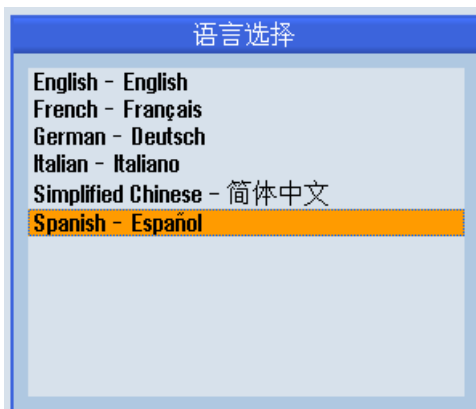 语言选择
English - English
French - Français
German - Deutsch
Italian - Italiano
Simplified Chinese - 简体中文
Spanish - Español